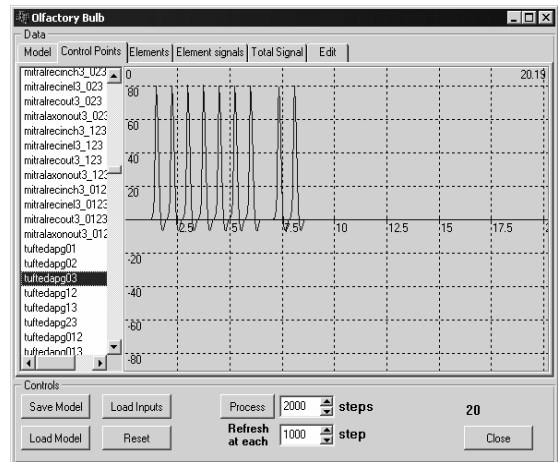 Olfactory Bulb
Data
Model Control Points Elements Element signals Total Signal Edit
mitralrecinch3_023
mitralrecinel3_023
mitralrecout3_023
mitralaxonout3_023
mitralrecinch3_123
mitralrecinel3_123
mitralrecout3_123
mitralaxonout3_123
mitralrecinch3_012
mitralrecinel3_0123
mitralrecout3_0123
mitralaxonout3_012
tuftedapg01
tuftedapg02
tuftedapg03
tuftedapg12
tuftedapg13
tuftedapg23
tuftedapg012
tuftedapg013
0 20.19
80
60
40
20
2.5 5 7.5 10 12.5 15 17.5 2
-20
-40
-60
-80
Controls
Save Model Load Inputs Process 2000 steps 20
Load Model Reset Refresh at each 1000 step Close